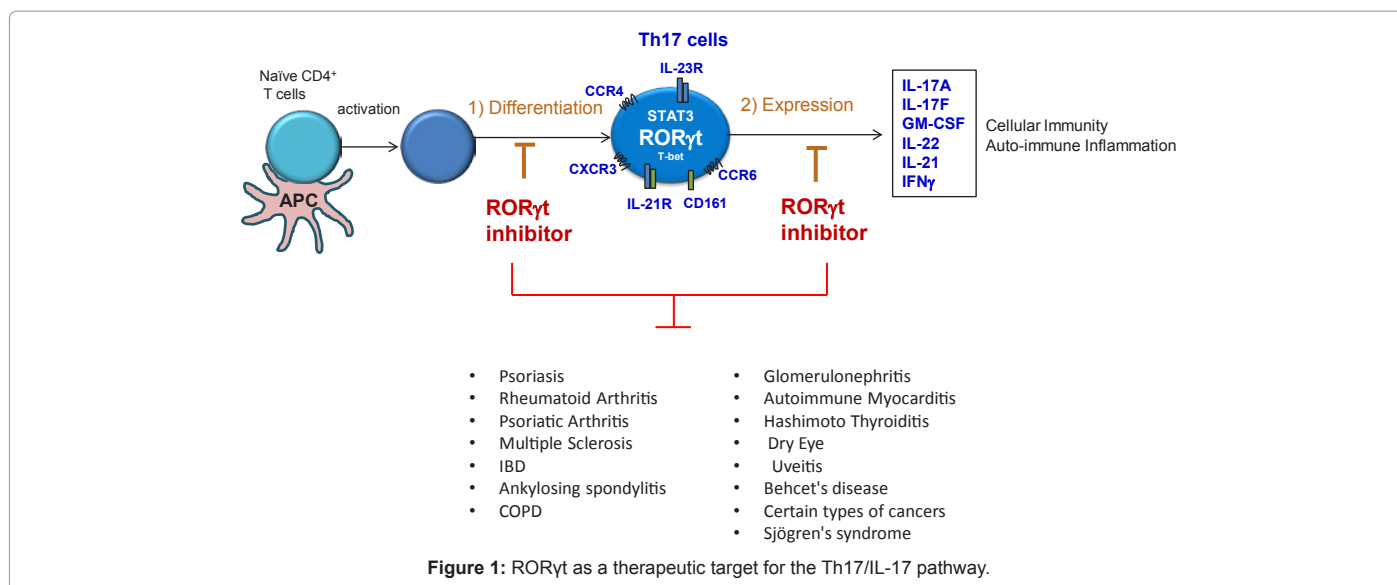 Th17 cells
Naïve CD4⁺
T cells
activation
APC
1) Differentiation
CCR4
IL-23R
STAT3
RORγt
T-bet
CXCR3
IL-21R
CD161
CCR6
2) Expression
RORγt
inhibitor
RORγt
inhibitor
IL-17A
IL-17F
GM-CSF
IL-22
IL-21
IFNγ
Cellular Immunity
Auto-immune Inflammation
• Psoriasis
• Rheumatoid Arthritis
• Psoriatic Arthritis
• Multiple Sclerosis
• IBD
• Ankylosing spondylitis
• COPD
• Glomerulonephritis
• Autoimmune Myocarditis
• Hashimoto Thyroiditis
• Dry Eye
• Uveitis
• Behcet's disease
• Certain types of cancers
• Sjögren's syndrome
Figure 1: RORγt as a therapeutic target for the Th17/IL-17 pathway.